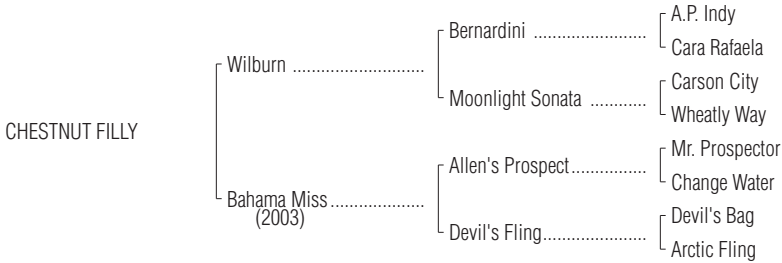 A.P. Indy
Bernardini ........................
Cara Rafaela
Wilburn ............................
Carson City
Moonlight Sonata ............
Wheatly Way
CHESTNUT FILLY
Mr. Prospector
Allen's Prospect................
Change Water
Bahama Miss....................
(2003)
Devil's Bag
Devil's Fling......................
Arctic Fling